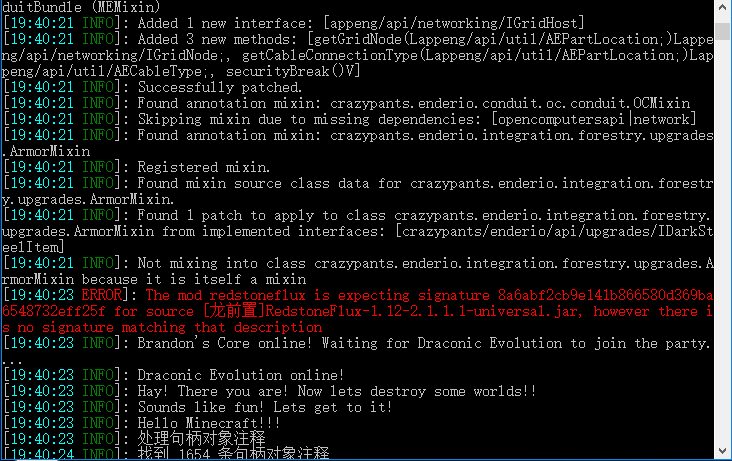 duitBundle (MEMixin)
[19:40:21 INFO]: Added 1 new interface: [appeng/api/networking/IGridHost]
[19:40:21 INFO]: Added 3 new methods: [getGridNode(Lappeng/api/util/AEPartLocation;)Lappe
ng/api/networking/IGridNode;, getCableConnectionType(Lappeng/api/util/AEPartLocation;)Lap
peng/api/util/AECableType;, securityBreak()V]
[19:40:21 INFO]: Successfully patched.
[19:40:21 INFO]: Found annotation mixin: crazypants.enderio.conduit.oc.conduit.OCMixin
[19:40:21 INFO]: Skipping mixin due to missing dependencies: [opencomputersapi|network]
[19:40:21 INFO]: Found annotation mixin: crazypants.enderio.integration.forestry.upgrades
.ArmorMixin
[19:40:21 INFO]: Registered mixin.
[19:40:21 INFO]: Found mixin source class data for crazypants.enderio.integration.forestr
y.upgrades.ArmorMixin.
[19:40:21 INFO]: Found 1 patch to apply to class crazypants.enderio.integration.forestry.
upgrades.ArmorMixin from implemented interfaces: [crazypants/enderio/api/upgrades/IDarkSt
eelItem]
[19:40:21 INFO]: Not mixing into class crazypants.enderio.integration.forestry.upgrades.A
rmorMixin because it is itself a mixin
[19:40:23 ERROR]: The mod redstoneflux is expecting signature 8a6abf2cb9e141b866580d369ba
6548732eff25f for source [龙前置]RedstoneFlux-1.12-2.1.1.1-universal.jar, however there i
s no signature matching that description
[19:40:23 INFO]: Brandon's Core online! Waiting for Draconic Evolution to join the party.
...
[19:40:23 INFO]: Draconic Evolution online!
[19:40:23 INFO]: Hay! There you are! Now lets destroy some worlds!!
[19:40:23 INFO]: Sounds like fun! Lets get to it!
[19:40:23 INFO]: Hello Minecraft!!!
[19:40:23 INFO]: 处理句柄对象注释
[19:40:24 INFO]: 找到 1654 条句柄对象注释